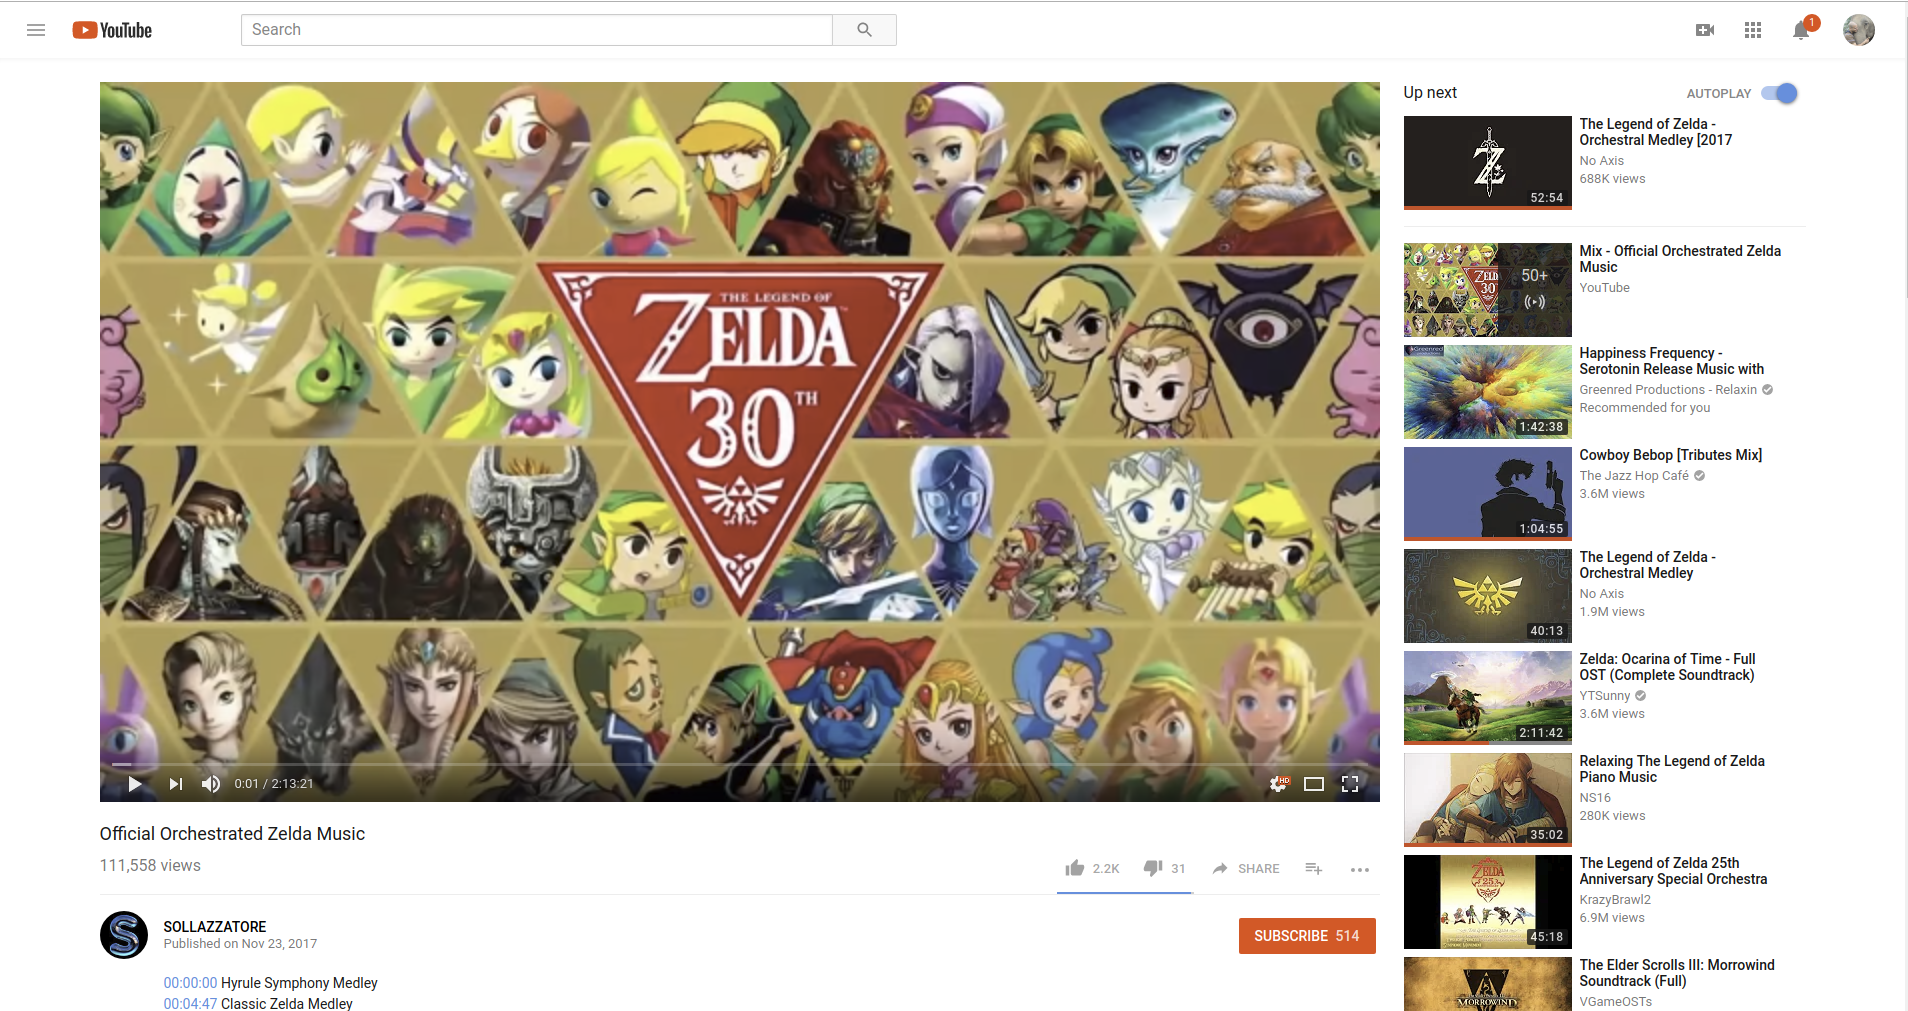 YouTube
Search
1
THE LEGEND OF
ZELDA
30TH
0:01 / 2:13:21
HD
Official Orchestrated Zelda Music
111,558 views
2.2K
31
SHARE
SOLLAZZATORE
Published on Nov 23, 2017
SUBSCRIBE 514
00:00:00 Hyrule Symphony Medley
00:04:47 Classic Zelda Medley
Up next
AUTOPLAY
Z
52:54
The Legend of Zelda -
Orchestral Medley [2017
No Axis
688K views
ZELDA
30
50+
Mix - Official Orchestrated Zelda
Music
YouTube
Greenred
1:42:38
Happiness Frequency -
Serotonin Release Music with
Greenred Productions - Relaxin
Recommended for you
1:04:55
Cowboy Bebop [Tributes Mix]
The Jazz Hop Café
3.6M views
40:13
The Legend of Zelda -
Orchestral Medley
No Axis
1.9M views
2:11:42
Zelda: Ocarina of Time - Full
OST (Complete Soundtrack)
YTSunny
3.6M views
35:02
Relaxing The Legend of Zelda
Piano Music
NS16
280K views
ZELDA
25
45:18
The Legend of Zelda 25th
Anniversary Special Orchestra
KrazyBrawl2
6.9M views
MORROWIND
The Elder Scrolls III: Morrowind
Soundtrack (Full)
VGameOSTs